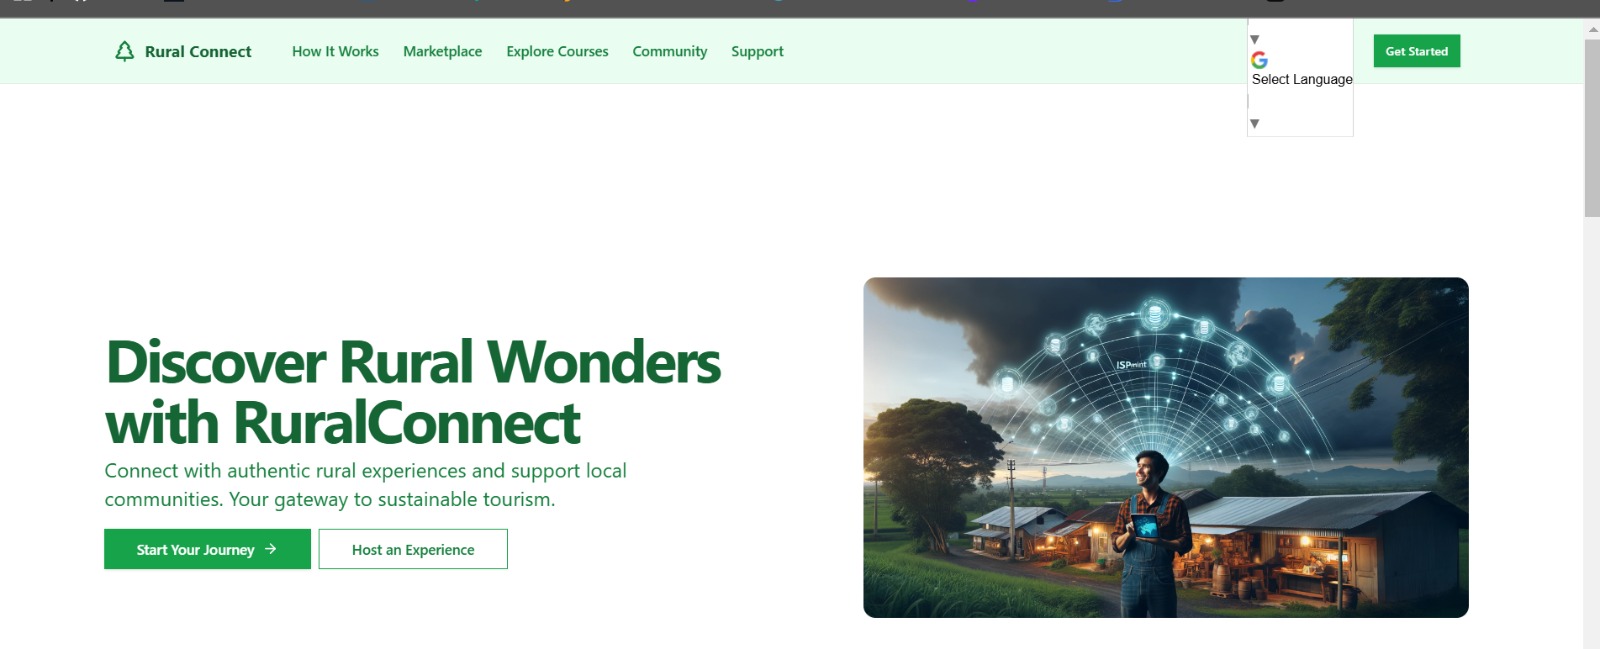 Rural Connect How It Works Marketplace Explore Courses Community Support
Select Language
Get Started
Discover Rural Wonders
with RuralConnect
Connect with authentic rural experiences and support local
communities. Your gateway to sustainable tourism.
Start Your Journey →
Host an Experience
ISPmint